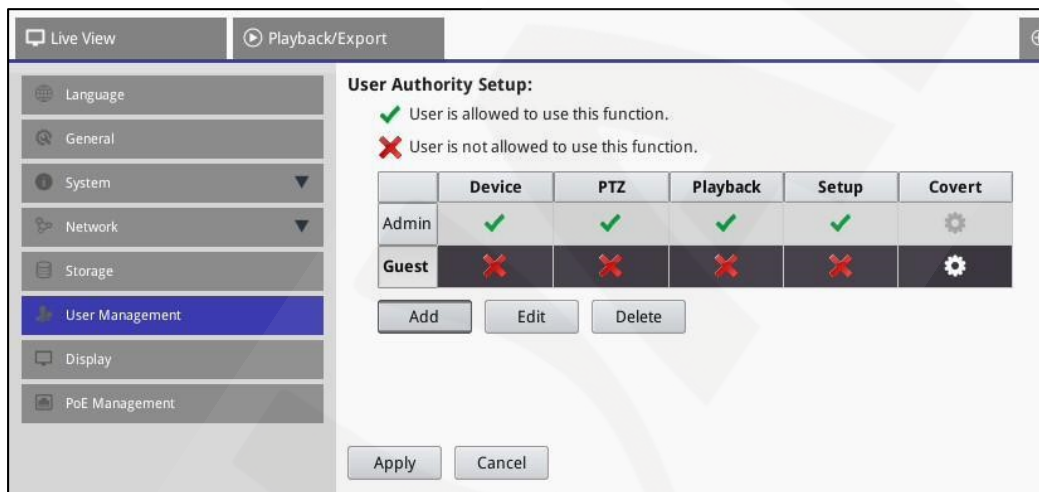 Live View
Playback/Export
Language
General
System
Network
Storage
User Management
Display
PoE Management
User Authority Setup:
User is allowed to use this function.
User is not allowed to use this function.
Device PTZ Playback Setup Covert
Admin
Guest
Add Edit Delete
Apply Cancel